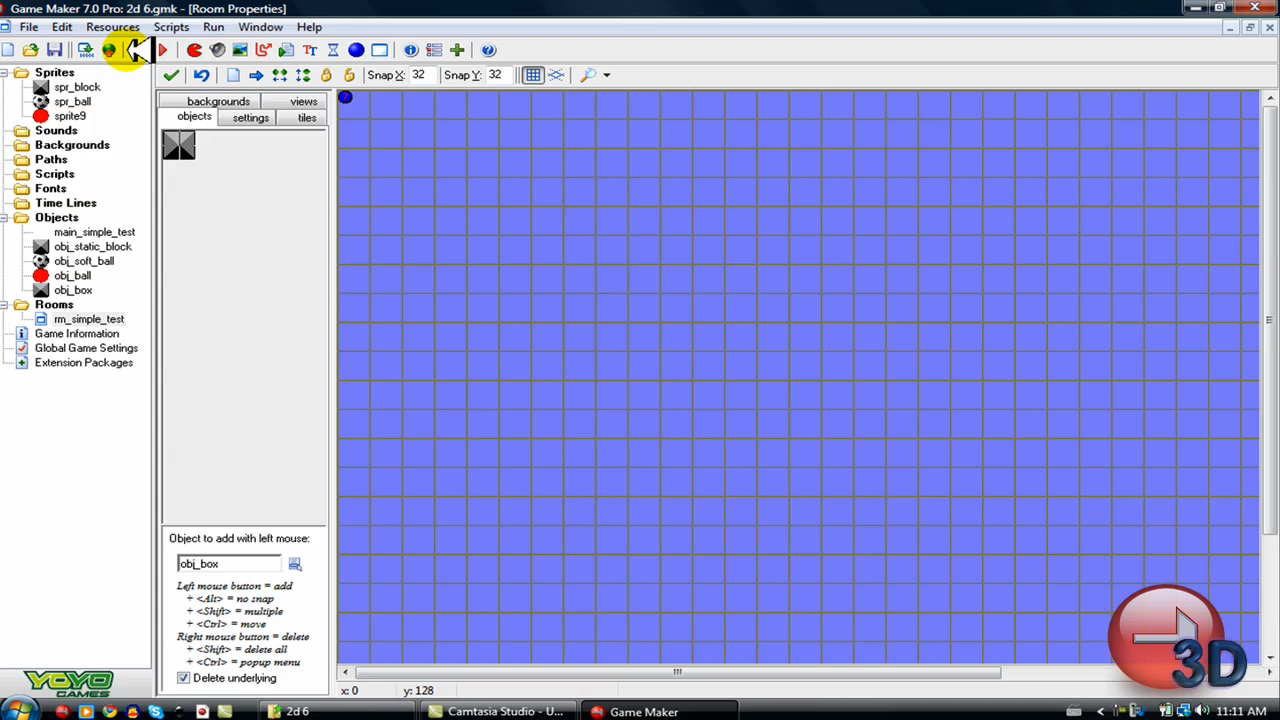 Game Maker 7.0 Pro: 2d 6.gmk - [Room Properties]
File Edit Resources Scripts Run Window Help
Snap X: 32 Snap Y: 32
Sprites
spr_block
spr_ball
sprite9
Sounds
Backgrounds
Paths
Scripts
Fonts
Time Lines
Objects
main_simple_test
obj_static_block
obj_soft_ball
obj_ball
obj_box
Rooms
rm_simple_test
Game Information
Global Game Settings
Extension Packages
backgrounds views
objects settings tiles
Object to add with left mouse:
obj_box
Left mouse button = add
+ <Alt> = no snap
+ <Shift> = multiple
+ <Ctrl> = move
Right mouse button = delete
+ <Shift> = delete all
+ <Ctrl> = popup menu
Delete underlying
x: 0 y: 128
YOYO
GAMES
3D
2d 6
Camtasia Studio - U...
Game Maker
11:11 AM